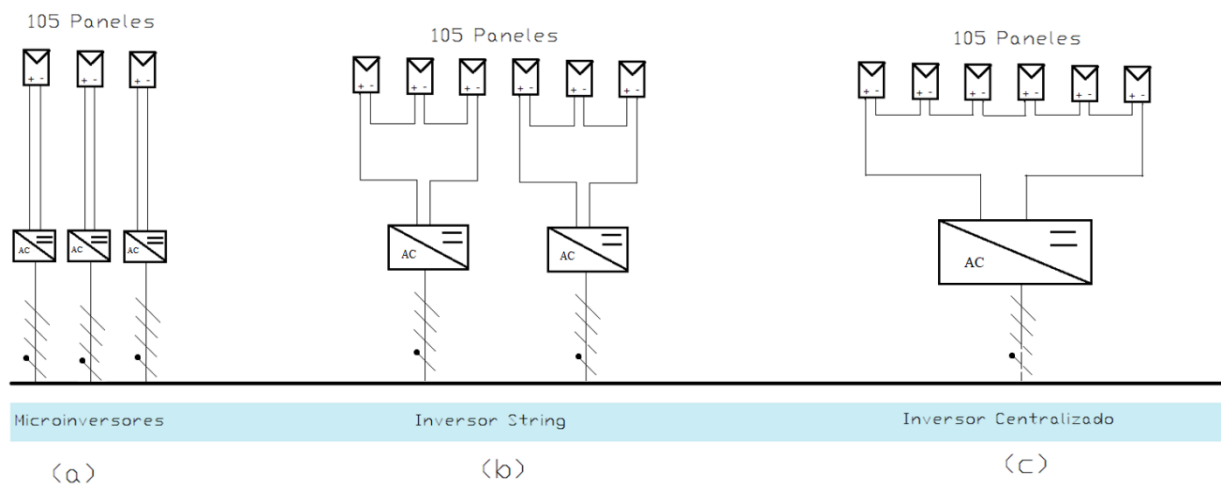 105 Paneles
105 Paneles
105 Paneles
+ - + - + -
+ - + - + - + - + - + -
+ - + - + - + - + - + -
AC AC AC
AC AC
AC
Microinversores
Inversor String
Inversor Centralizado
(a)
(b)
(c)